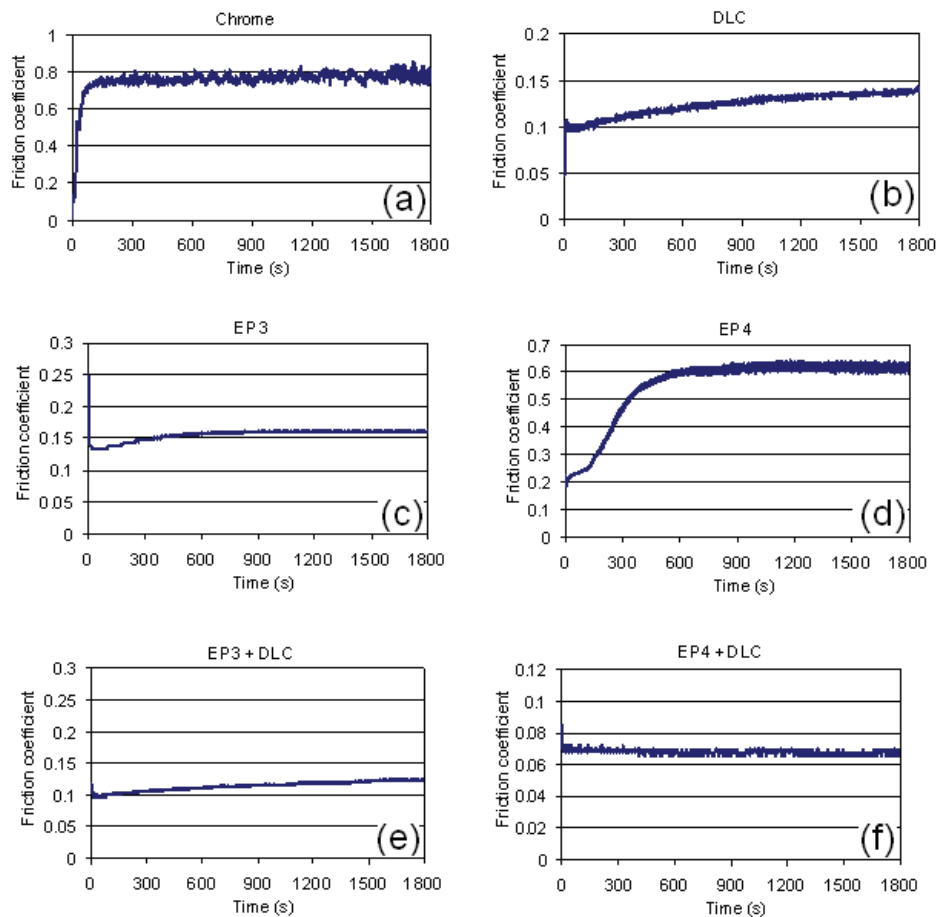 Chrome
Friction coefficient
1
0.8
0.6
0.4
0.2
0
0 300 600 900 1200 1500 1800
Time (s)
(a)
DLC
Friction coefficient
0.2
0.15
0.1
0.05
0
0 300 600 900 1200 1500 1800
Time (s)
(b)
EP3
Friction coefficient
0.3
0.25
0.2
0.15
0.1
0.05
0
0 300 600 900 1200 1500 1800
Time (s)
(c)
EP4
Friction coefficient
0.7
0.6
0.5
0.4
0.3
0.2
0.1
0
0 300 600 900 1200 1500 1800
Time (s)
(d)
EP3 + DLC
Friction coefficient
0.3
0.25
0.2
0.15
0.1
0.05
0
0 300 600 900 1200 1500 1800
Time (s)
(e)
EP4 + DLC
Friction coefficient
0.12
0.1
0.08
0.06
0.04
0.02
0
0 300 600 900 1200 1500 1800
Time (s)
(f)